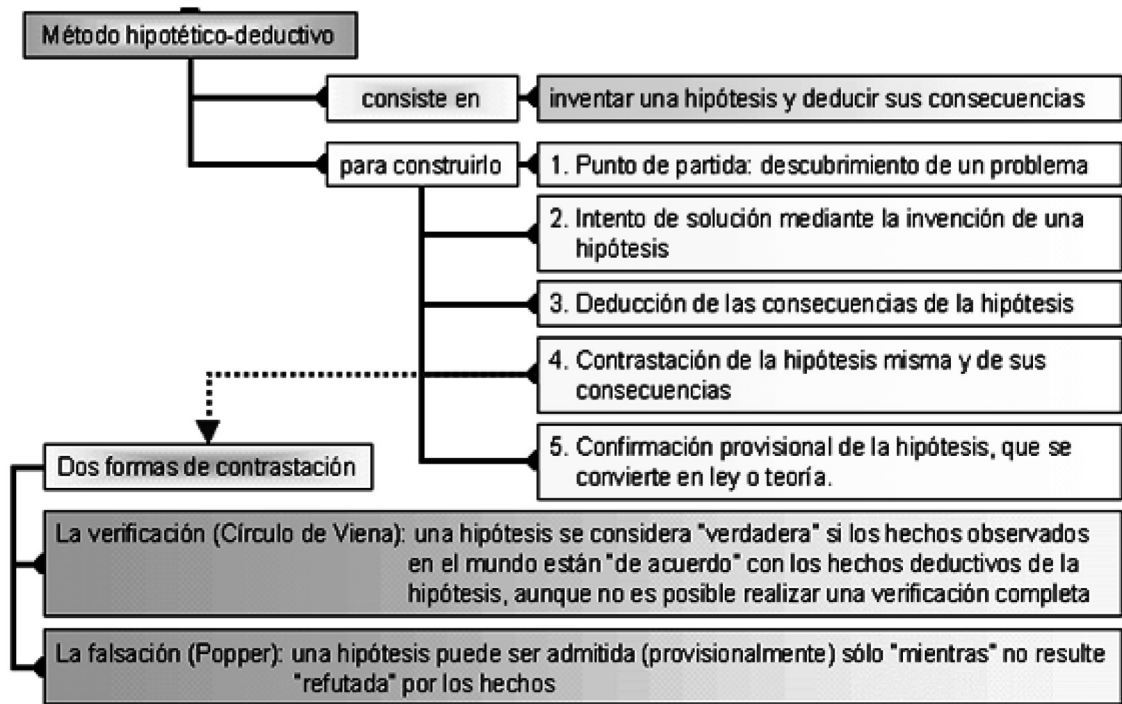 Método hipotético-deductivo
consiste en
inventar una hipótesis y deducir sus consecuencias
para construirlo
1. Punto de partida: descubrimiento de un problema
2. Intento de solución mediante la invención de una
hipótesis
3. Deducción de las consecuencias de la hipótesis
4. Contrastación de la hipótesis misma y de sus
consecuencias
5. Confirmación provisional de la hipótesis, que se
convierte en ley o teoría.
Dos formas de contrastación
La verificación (Círculo de Viena): una hipótesis se considera "verdadera" si los hechos observados
en el mundo están "de acuerdo" con los hechos deductivos de la
hipótesis, aunque no es posible realizar una verificación completa
La falsación (Popper): una hipótesis puede ser admitida (provisionalmente) sólo "mientras" no resulte
"refutada" por los hechos